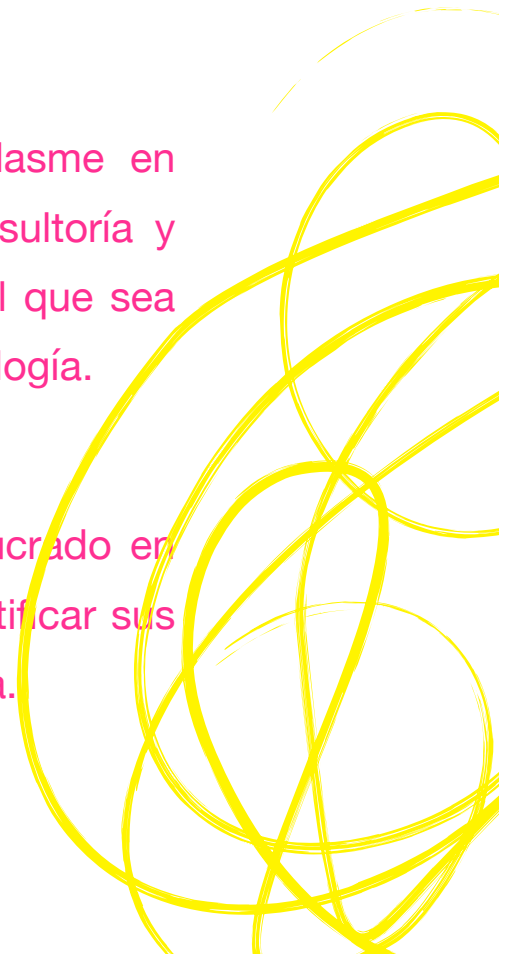 lasme en
sultoría y
l que sea
logía.
ucrado en
tificar sus
a.